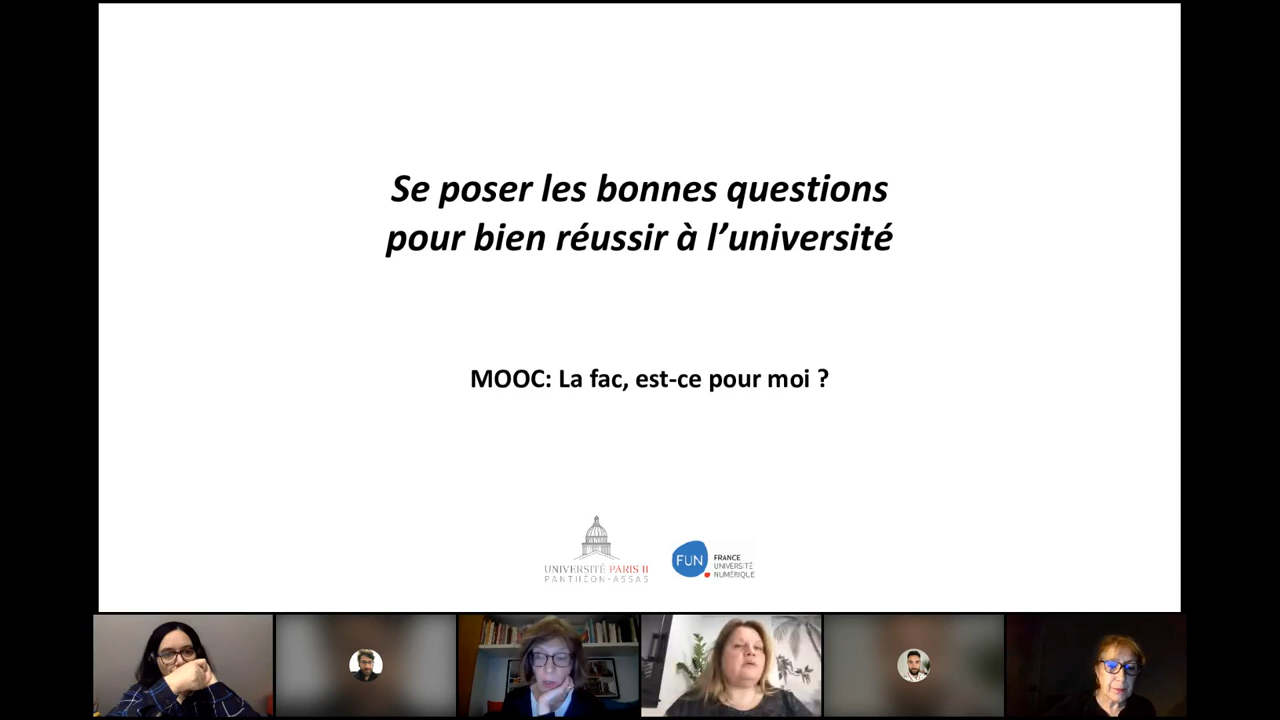 Se poser les bonnes questions
pour bien réussir à l’université
MOOC: La fac, est-ce pour moi ?
UNIVERSITÉ PARIS II
PANTHÉON-ASSAS
FUN
FRANCE
UNIVERSITÉ
NUMÉRIQUE